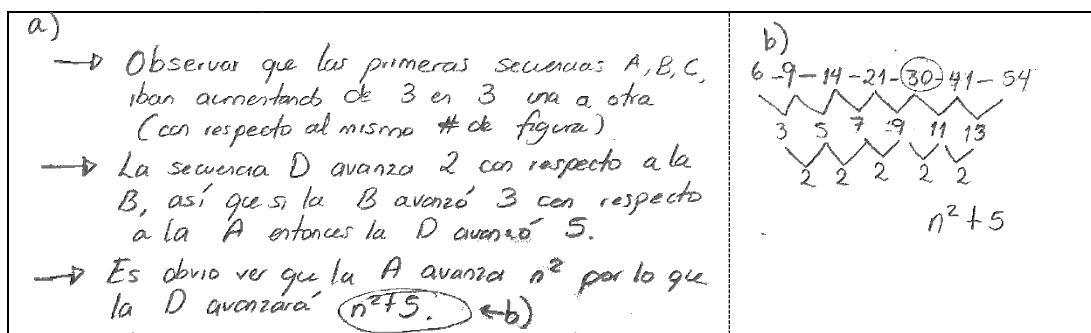 a)
→ Observar que las primeras secuencias A, B, C,
iban aumentando de 3 en 3 una a otra
(con respecto al mismo # de figura)
→ La secuencia D avanza 2 con respecto a la
B, así que si la B avanzó 3 con respecto
a la A entonces la D avanzó 5.
→ Es obvio ver que la A avanza n² por lo que
la D avanzará n²+5. ← b)
b)
6-9-14-21-30-41-54
3 5 7 9 11 13
2 2 2 2 2
n²+5